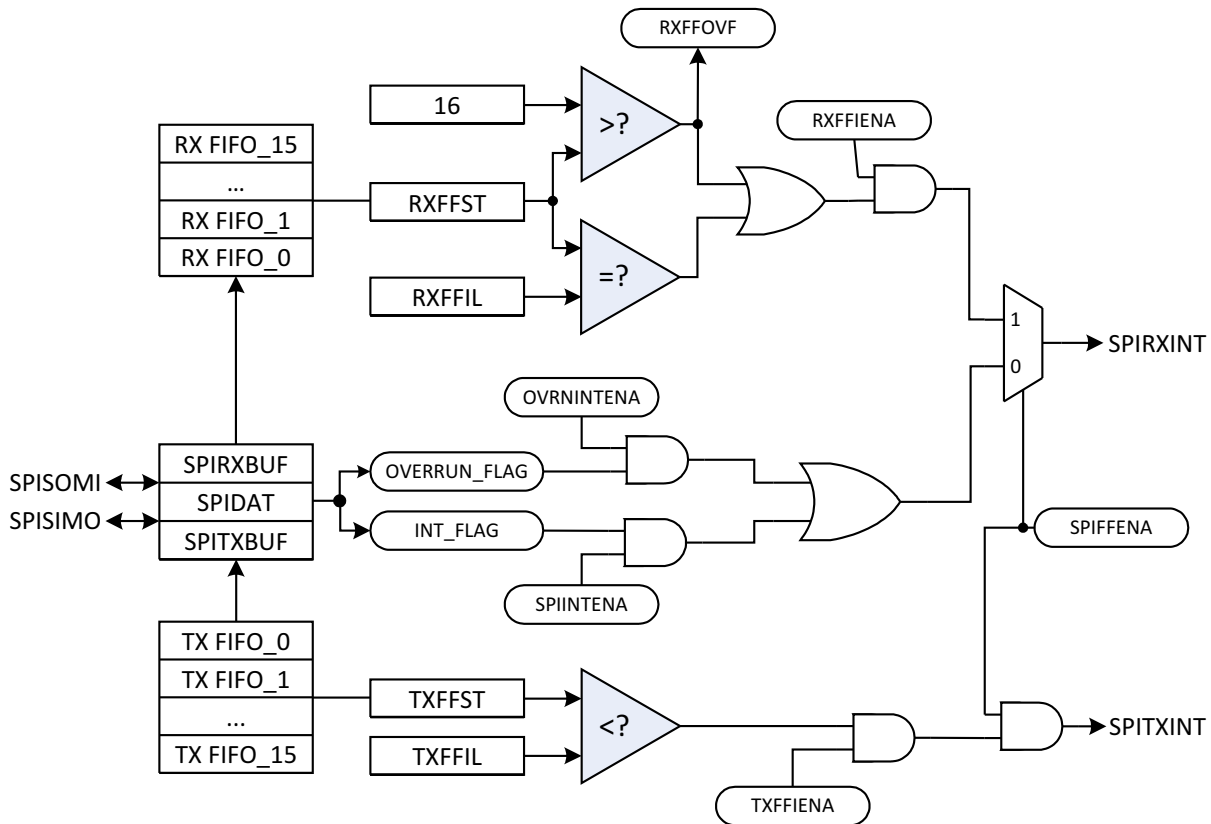 RXFFOVF
16
>?
RXFFIENA
RX FIFO_15
...
RX FIFO_1
RX FIFO_0
RXFFST
=?
RXFFIL
1
0
SPIRXINT
OVRNINTENA
SPISOMI
SPISIMO
SPIRXBUF
SPIDAT
SPITXBUF
OVERRUN_FLAG
INT_FLAG
SPIINTENA
SPIFFENA
TX FIFO_0
TX FIFO_1
...
TX FIFO_15
TXFFST
TXFFIL
<?
TXFFIENA
SPITXINT